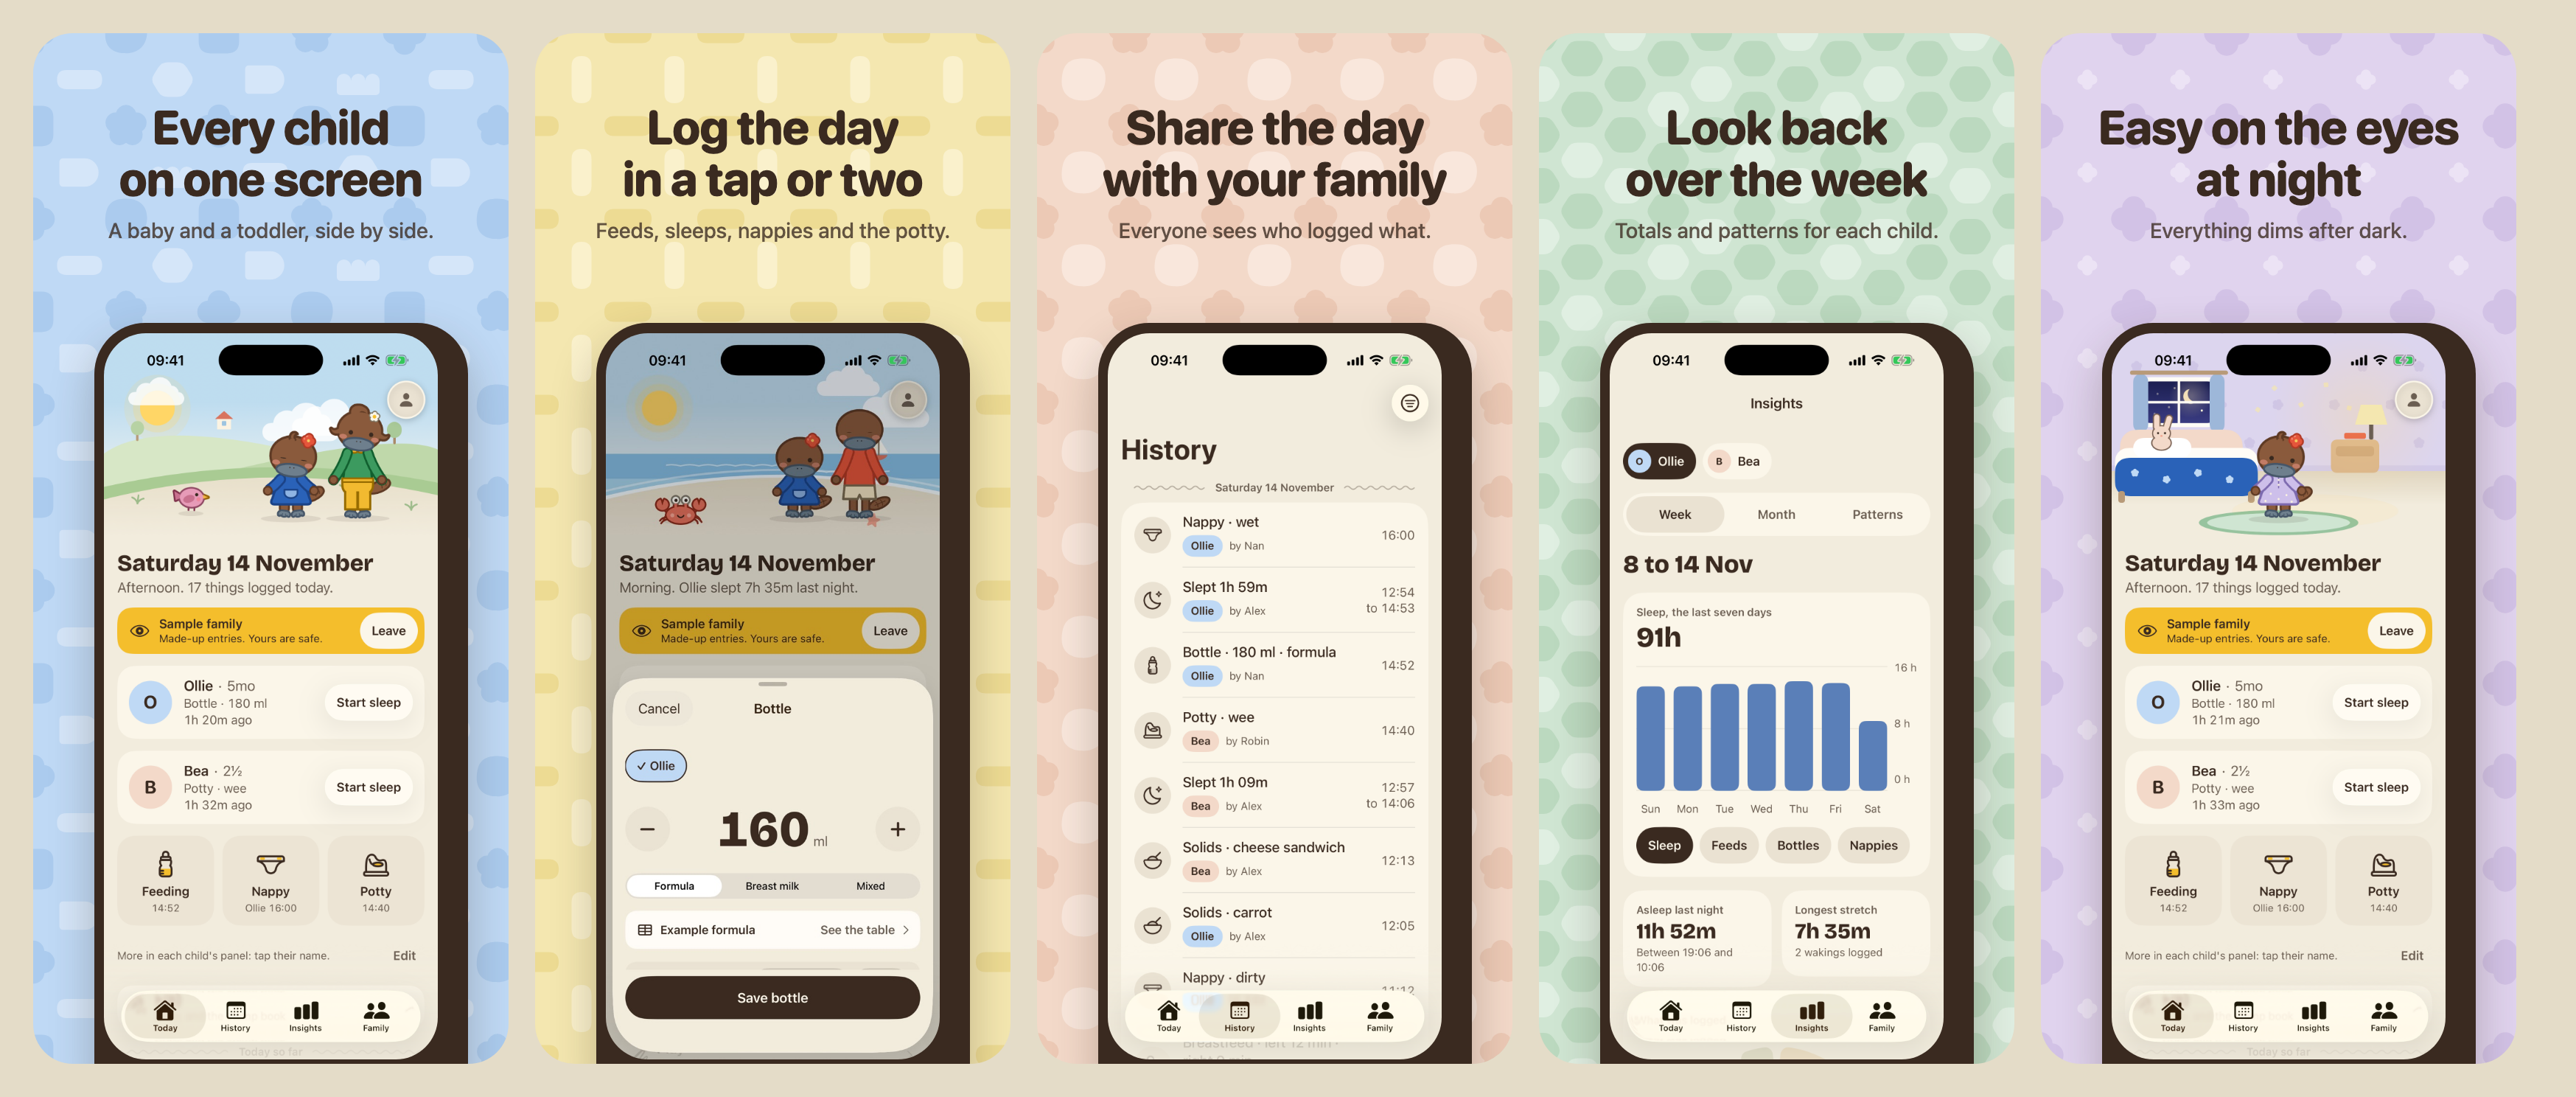 Every child
on one screen
A baby and a toddler, side by side.
09:41
Saturday 14 November
Afternoon. 17 things logged today.
Sample family
Made-up entries. Yours are safe.
Leave
O
Ollie · 5mo
Bottle · 180 ml
1h 20m ago
Start sleep
B
Bea · 2½
Potty · wee
1h 32m ago
Start sleep
Feeding
14:52
Nappy
Ollie 16:00
Potty
14:40
More in each child's panel: tap their name.
Edit
Today
History
Insights
Family
Today so far
Log the day
in a tap or two
Feeds, sleeps, nappies and the potty.
09:41
Saturday 14 November
Morning. Ollie slept 7h 35m last night.
Sample family
Made-up entries. Yours are safe.
Leave
Cancel
Bottle
Ollie
160 ml
Formula
Breast milk
Mixed
Example formula
See the table
Save bottle
Share the day
with your family
Everyone sees who logged what.
09:41
History
Saturday 14 November
Nappy · wet
Ollie by Nan
16:00
Slept 1h 59m
Ollie by Alex
12:54
to 14:53
Bottle · 180 ml · formula
Ollie by Nan
14:52
Potty · wee
Bea by Robin
14:40
Slept 1h 09m
Bea by Alex
12:57
to 14:06
Solids · cheese sandwich
Bea by Alex
12:13
Solids · carrot
Ollie by Alex
12:05
Nappy · dirty
11:12
Today
History
Insights
Family
Breastfeed · left 12 min ·
Look back
over the week
Totals and patterns for each child.
09:41
Insights
O Ollie
B Bea
Week
Month
Patterns
8 to 14 Nov
Sleep, the last seven days
91h
16 h
8 h
0 h
Sun
Mon
Tue
Wed
Thu
Fri
Sat
Sleep
Feeds
Bottles
Nappies
Asleep last night
11h 52m
Between 19:06 and
10:06
Longest stretch
7h 35m
2 wakings logged
Today
History
Insights
Family
Easy on the eyes
at night
Everything dims after dark.
09:41
Saturday 14 November
Afternoon. 17 things logged today.
Sample family
Made-up entries. Yours are safe.
Leave
O
Ollie · 5mo
Bottle · 180 ml
1h 21m ago
Start sleep
B
Bea · 2½
Potty · wee
1h 33m ago
Start sleep
Feeding
14:52
Nappy
Ollie 16:00
Potty
14:40
More in each child's panel: tap their name.
Edit
Today
History
Insights
Family
Today so far